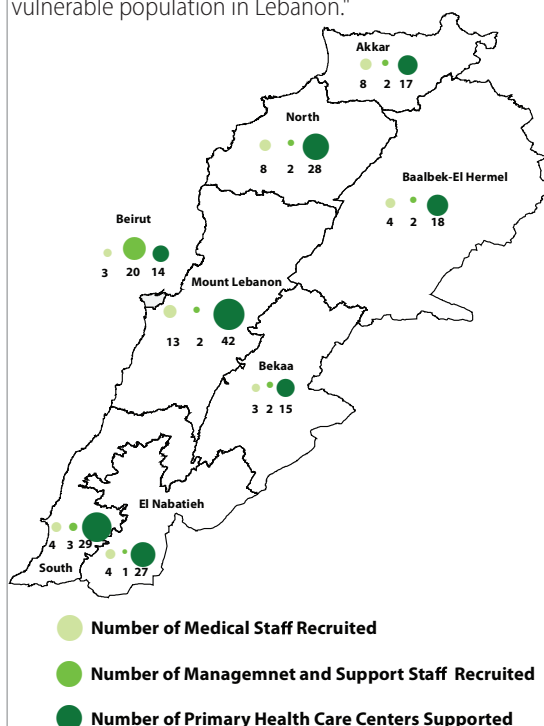 vulnerable population in Lebanon."
Akkar
8 2 17
North
8 2 28
Baalbek-El Hermel
4 2 18
Beirut
3 20 14
Mount Lebanon
13 2 42
Bekaa
3 2 15
El Nabatieh
4 1 27
4 3 29
South
Number of Medical Staff Recruited
Number of Managemnet and Support Staff Recruited
Number of Primary Health Care Centers Supported